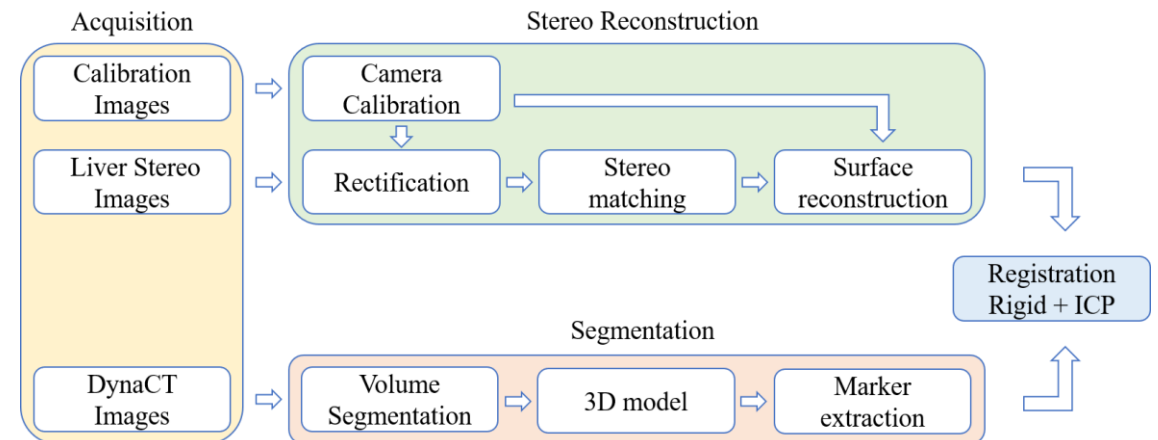 Acquisition
Stereo Reconstruction
Calibration
Images
Camera
Calibration
Liver Stereo
Images
Rectification
Stereo
matching
Surface
reconstruction
Registration
Rigid + ICP
Segmentation
DynaCT
Images
Volume
Segmentation
3D model
Marker
extraction